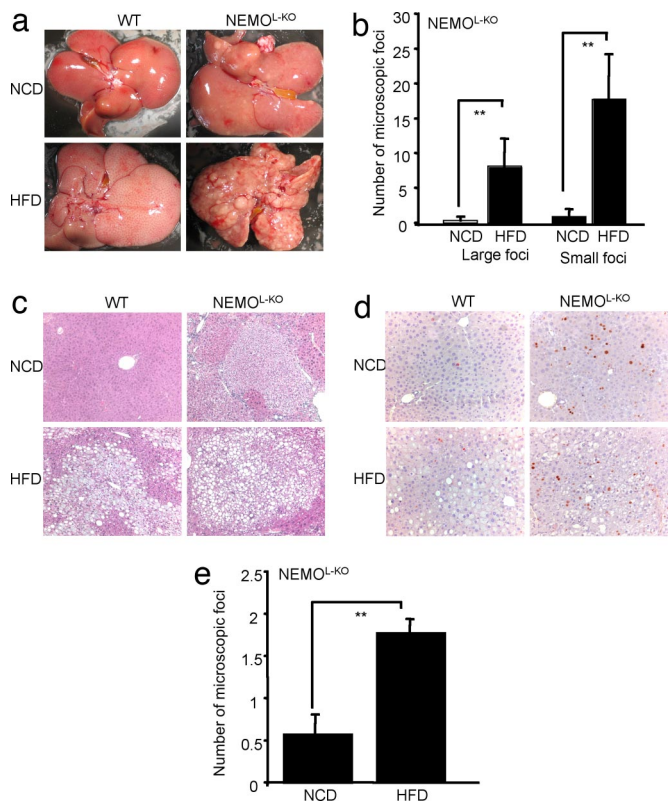 a
WT
NEMO^L-KO
NCD
HFD
b
NEMO^L-KO
Number of microscopic foci
30
25
20
15
10
5
0
**
**
NCD HFD NCD HFD
Large foci Small foci
c
WT
NEMO^L-KO
NCD
HFD
d
WT
NEMO^L-KO
NCD
HFD
e
NEMO^L-KO
Number of microscopic foci
2.5
2
1.5
1
0.5
0
**
NCD HFD